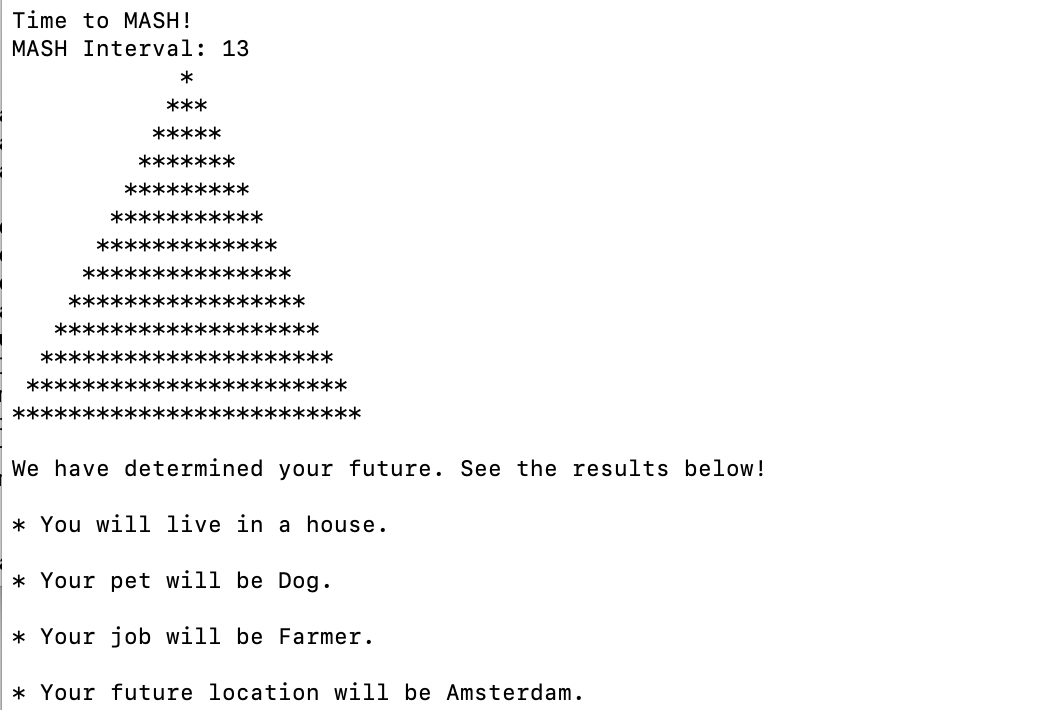 Time to MASH!
MASH Interval: 13
            *
           ***
          *****
         *******
        *********
       ***********
      *************
     ***************
    *****************
   *******************
  *********************
 ***********************
*************************
We have determined your future. See the results below!
* You will live in a house.
* Your pet will be Dog.
* Your job will be Farmer.
* Your future location will be Amsterdam.